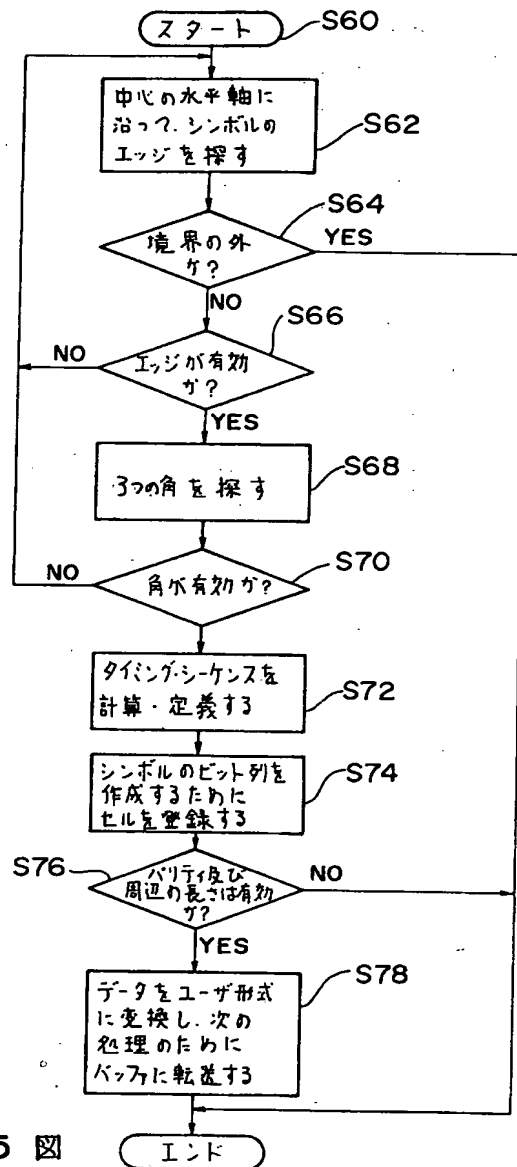 スタート
S60
中心の水平軸に
沿って、シンボルの
エッジを探す
S62
境界の外
か?
S64
YES
NO
エッジが有効
か?
S66
NO
YES
3つの角を探す
S68
角が有効か?
S70
NO
タイミング・シーケンスを
計算・定義する
S72
シンボルのビット列を
作成するために
セルを登録する
S74
パリティ及び
周辺の長さは有効
か?
S76
NO
YES
データをユーザ形式
に変換し、次の
処理のために
バッファに転送する
S78
エンド
5 図